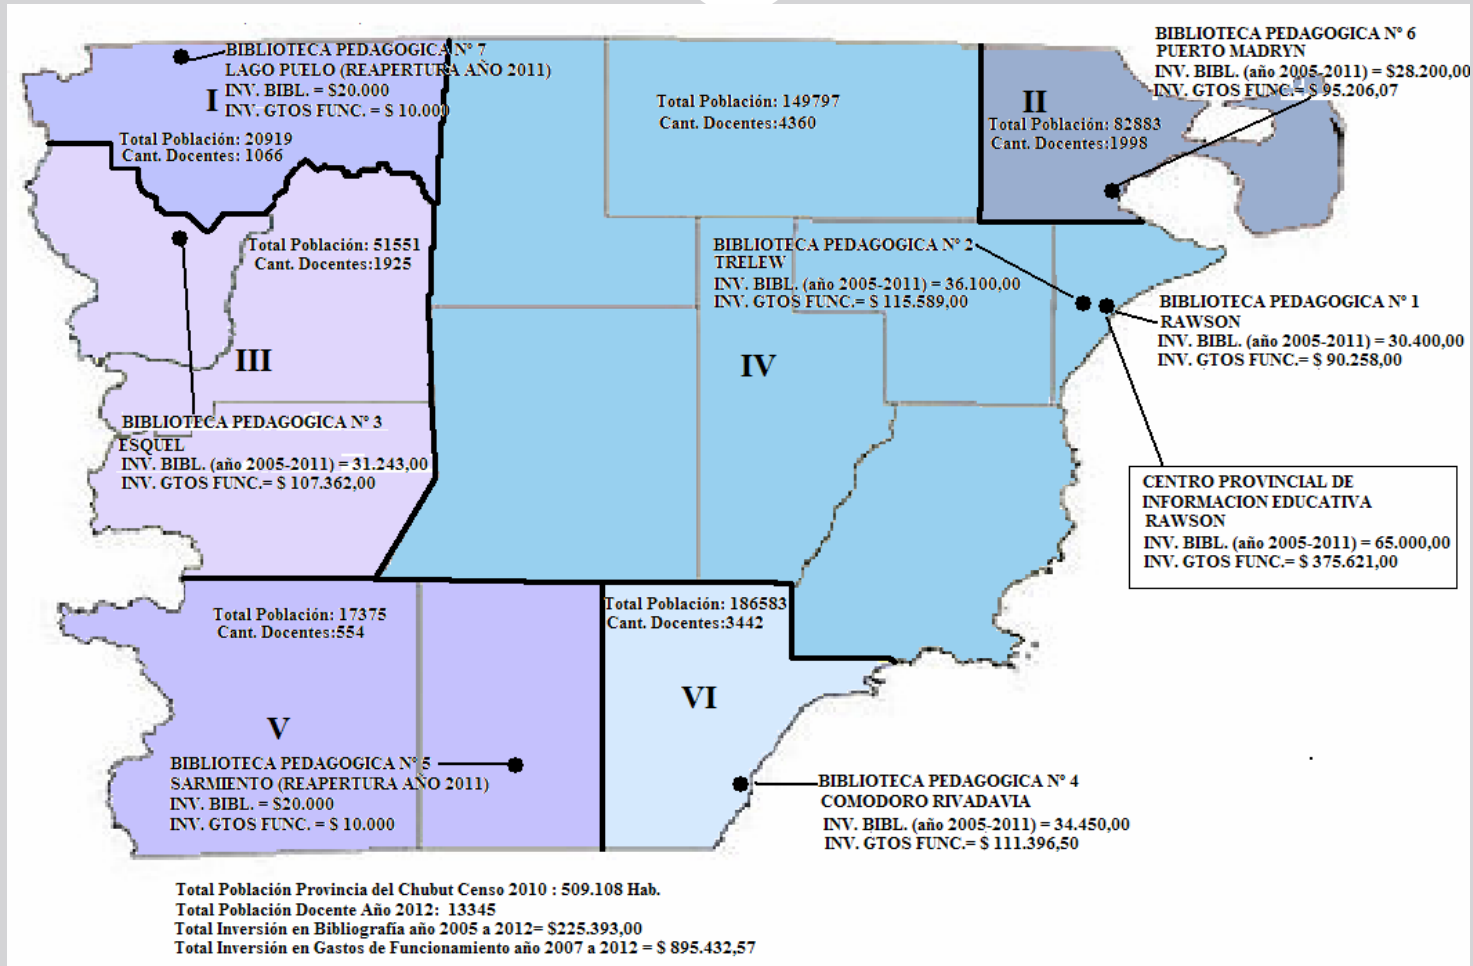 BIBLIOTECA PEDAGOGICA Nº 7
LAGO PUELO (REAPERTURA AÑO 2011)
INV. BIBL. = $20.000
INV. GTOS FUNC. = $ 10.000
I
Total Población: 20919
Cant. Docentes: 1066
Total Población: 149797
Cant. Docentes:4360
II
Total Población: 82883
Cant. Docentes:1998
BIBLIOTECA PEDAGOGICA Nº 6
PUERTO MADRYN
INV. BIBL. (año 2005-2011) = $28.200,00
INV. GTOS FUNC.= $ 95.206,07
Total Población: 51551
Cant. Docentes:1925
III
BIBLIOTECA PEDAGOGICA Nº 2
TRELEW
INV. BIBL. (año 2005-2011) = 36.100,00
INV. GTOS FUNC.= $ 115.589,00
IV
BIBLIOTECA PEDAGOGICA Nº 1
RAWSON
INV. BIBL. (año 2005-2011) = 30.400,00
INV. GTOS FUNC.= $ 90.258,00
BIBLIOTECA PEDAGOGICA Nº 3
ESQUEL
INV. BIBL. (año 2005-2011) = 31.243,00
INV. GTOS FUNC.= $ 107.362,00
CENTRO PROVINCIAL DE
INFORMACION EDUCATIVA
RAWSON
INV. BIBL. (año 2005-2011) = 65.000,00
INV. GTOS FUNC.= $ 375.621,00
Total Población: 17375
Cant. Docentes:554
Total Población: 186583
Cant. Docentes:3442
V
VI
BIBLIOTECA PEDAGOGICA Nº 5
SARMIENTO (REAPERTURA AÑO 2011)
INV. BIBL. = $20.000
INV. GTOS FUNC. = $ 10.000
BIBLIOTECA PEDAGOGICA Nº 4
COMODORO RIVADAVIA
INV. BIBL. (año 2005-2011) = 34.450,00
INV. GTOS FUNC.= $ 111.396,50
Total Población Provincia del Chubut Censo 2010 : 509.108 Hab.
Total Población Docente Año 2012:  13345
Total Inversión en Bibliografía año 2005 a 2012= $225.393,00
Total Inversión en Gastos de Funcionamiento año 2007 a 2012 = $ 895.432,57